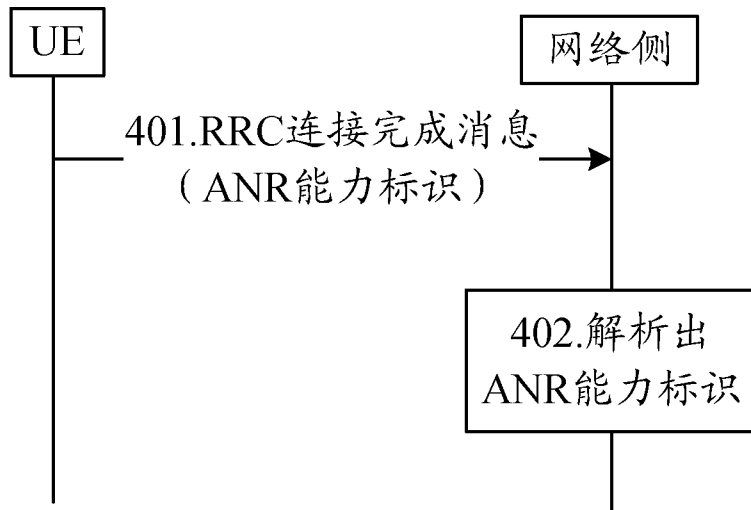 UE
网络侧
401.RRC连接完成消息
（ANR能力标识）
402.解析出
ANR能力标识